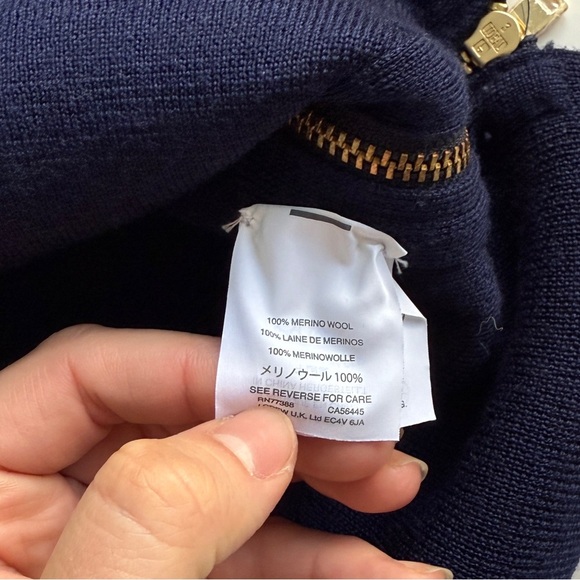 100% MERINO WOOL
100% LAINE DE MERINOS
100% MERINOWOLLE
メリノウール 100%
SEE REVERSE FOR CARE
RN77388 CA56445
U.K. Ltd EC4V 6JA